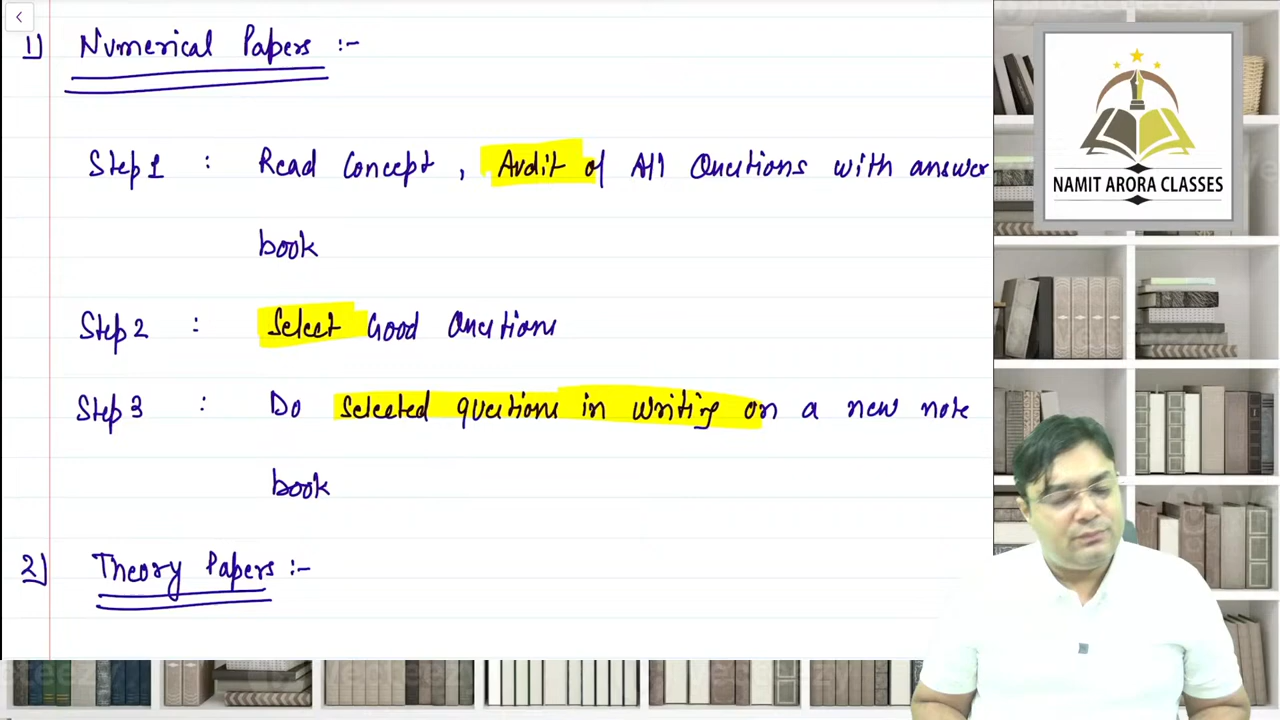 1) Numerical Papers :-
Step 1 : Read Concept, Audit of All Questions with answer
book
Step 2 : Select Good Questions
Step 3 : Do selected questions in writing on a new note
book
2) Theory Papers :-
NAMIT ARORA CLASSES